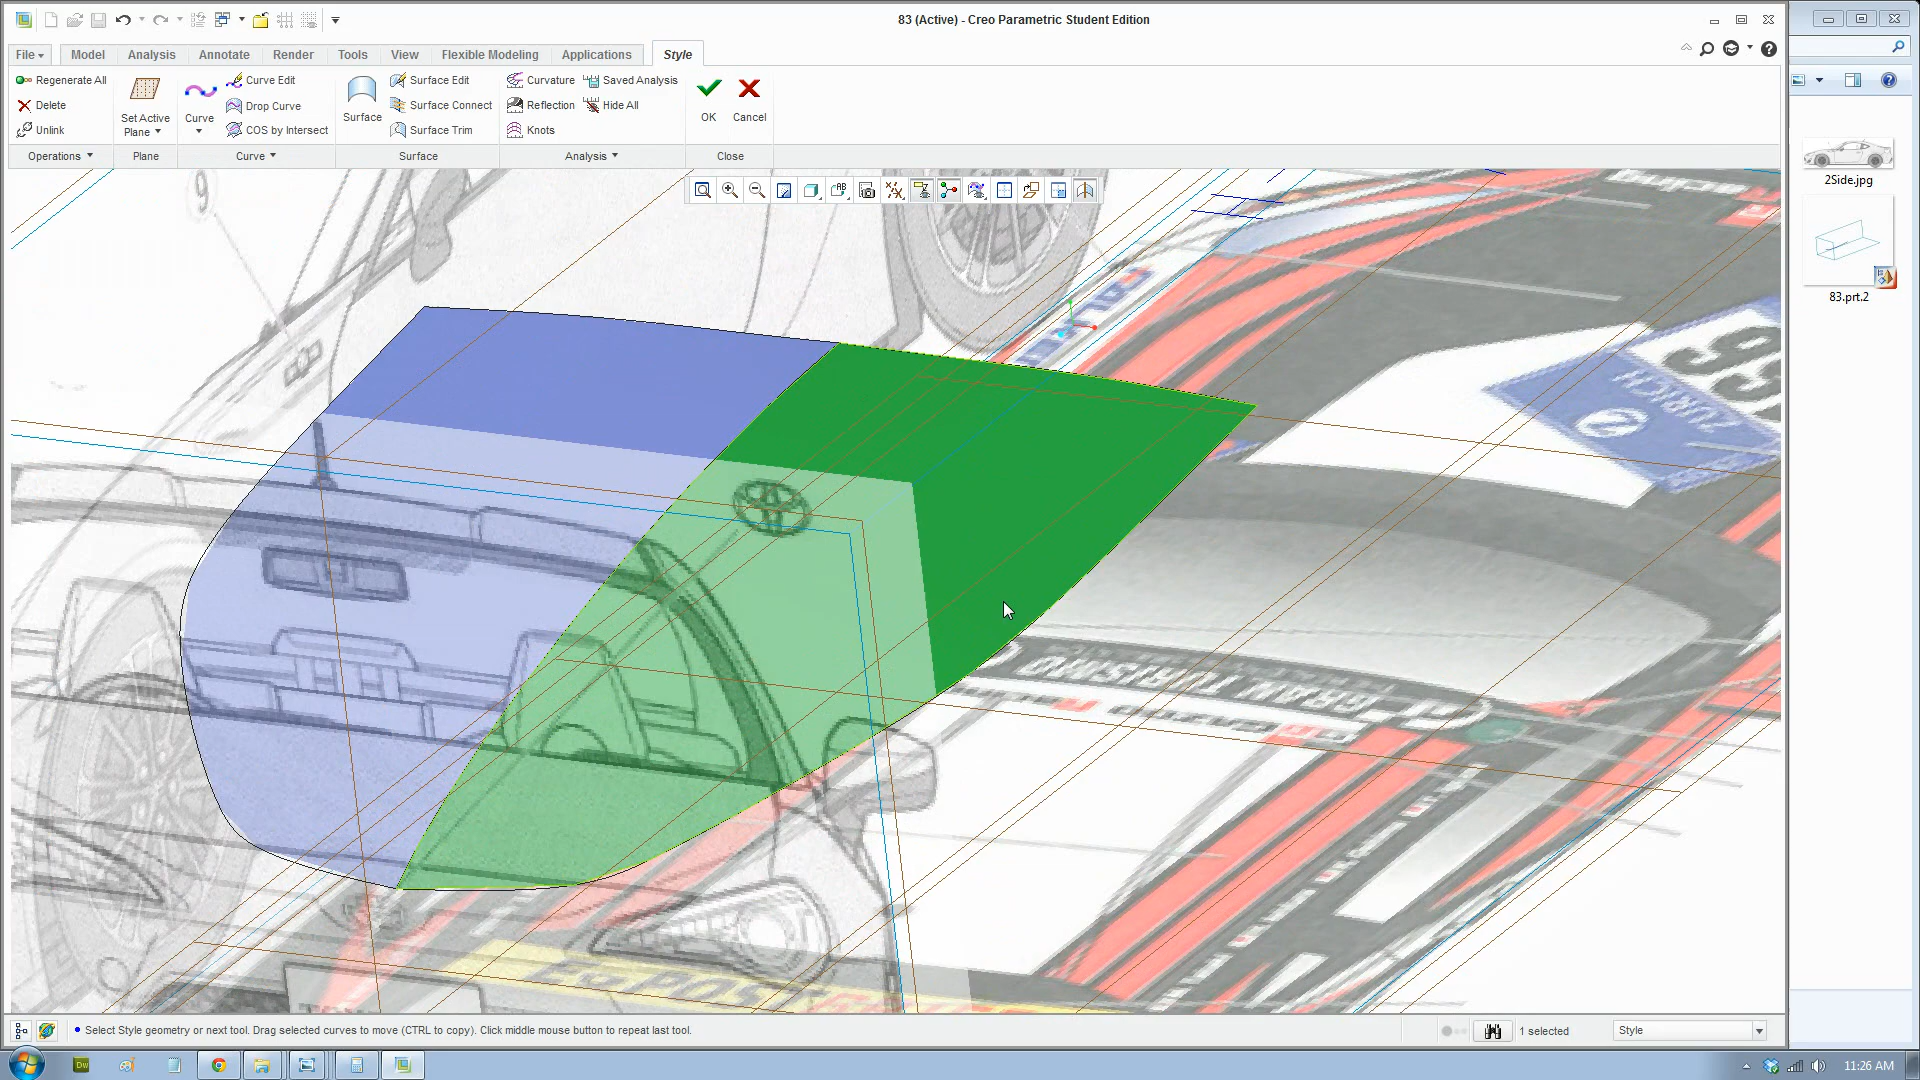 83 (Active) - Creo Parametric Student Edition
File Model Analysis Annotate Render Tools View Flexible Modeling Applications Style
Regenerate All
Delete
Unlink
Set Active Plane
Curve
Curve Edit
Drop Curve
COS by Intersect
Surface
Surface Edit
Surface Connect
Surface Trim
Curvature
Reflection
Knots
Saved Analysis
Hide All
OK
Cancel
Operations Plane Curve Surface Analysis Close
2Side.jpg
83.prt.2
9
GRAN TURISMO
Select Style geometry or next tool. Drag selected curves to move (CTRL to copy). Click middle mouse button to repeat last tool.
1 selected
Style
Dw
11:26 AM